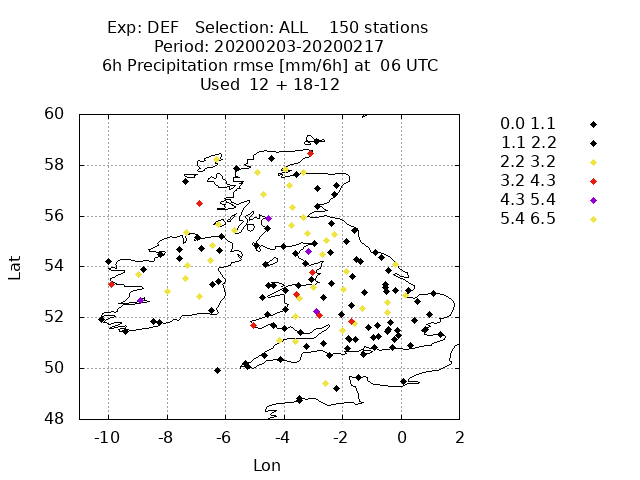 Exp: DEF   Selection: ALL    150 stations
Period: 20200203-20200217
6h Precipitation rmse [mm/6h] at  06 UTC
Used  12 + 18-12
60
58
56
54
52
50
48
-10 -8 -6 -4 -2 0 2
Lat
Lon
0.0 1.1
1.1 2.2
2.2 3.2
3.2 4.3
4.3 5.4
5.4 6.5